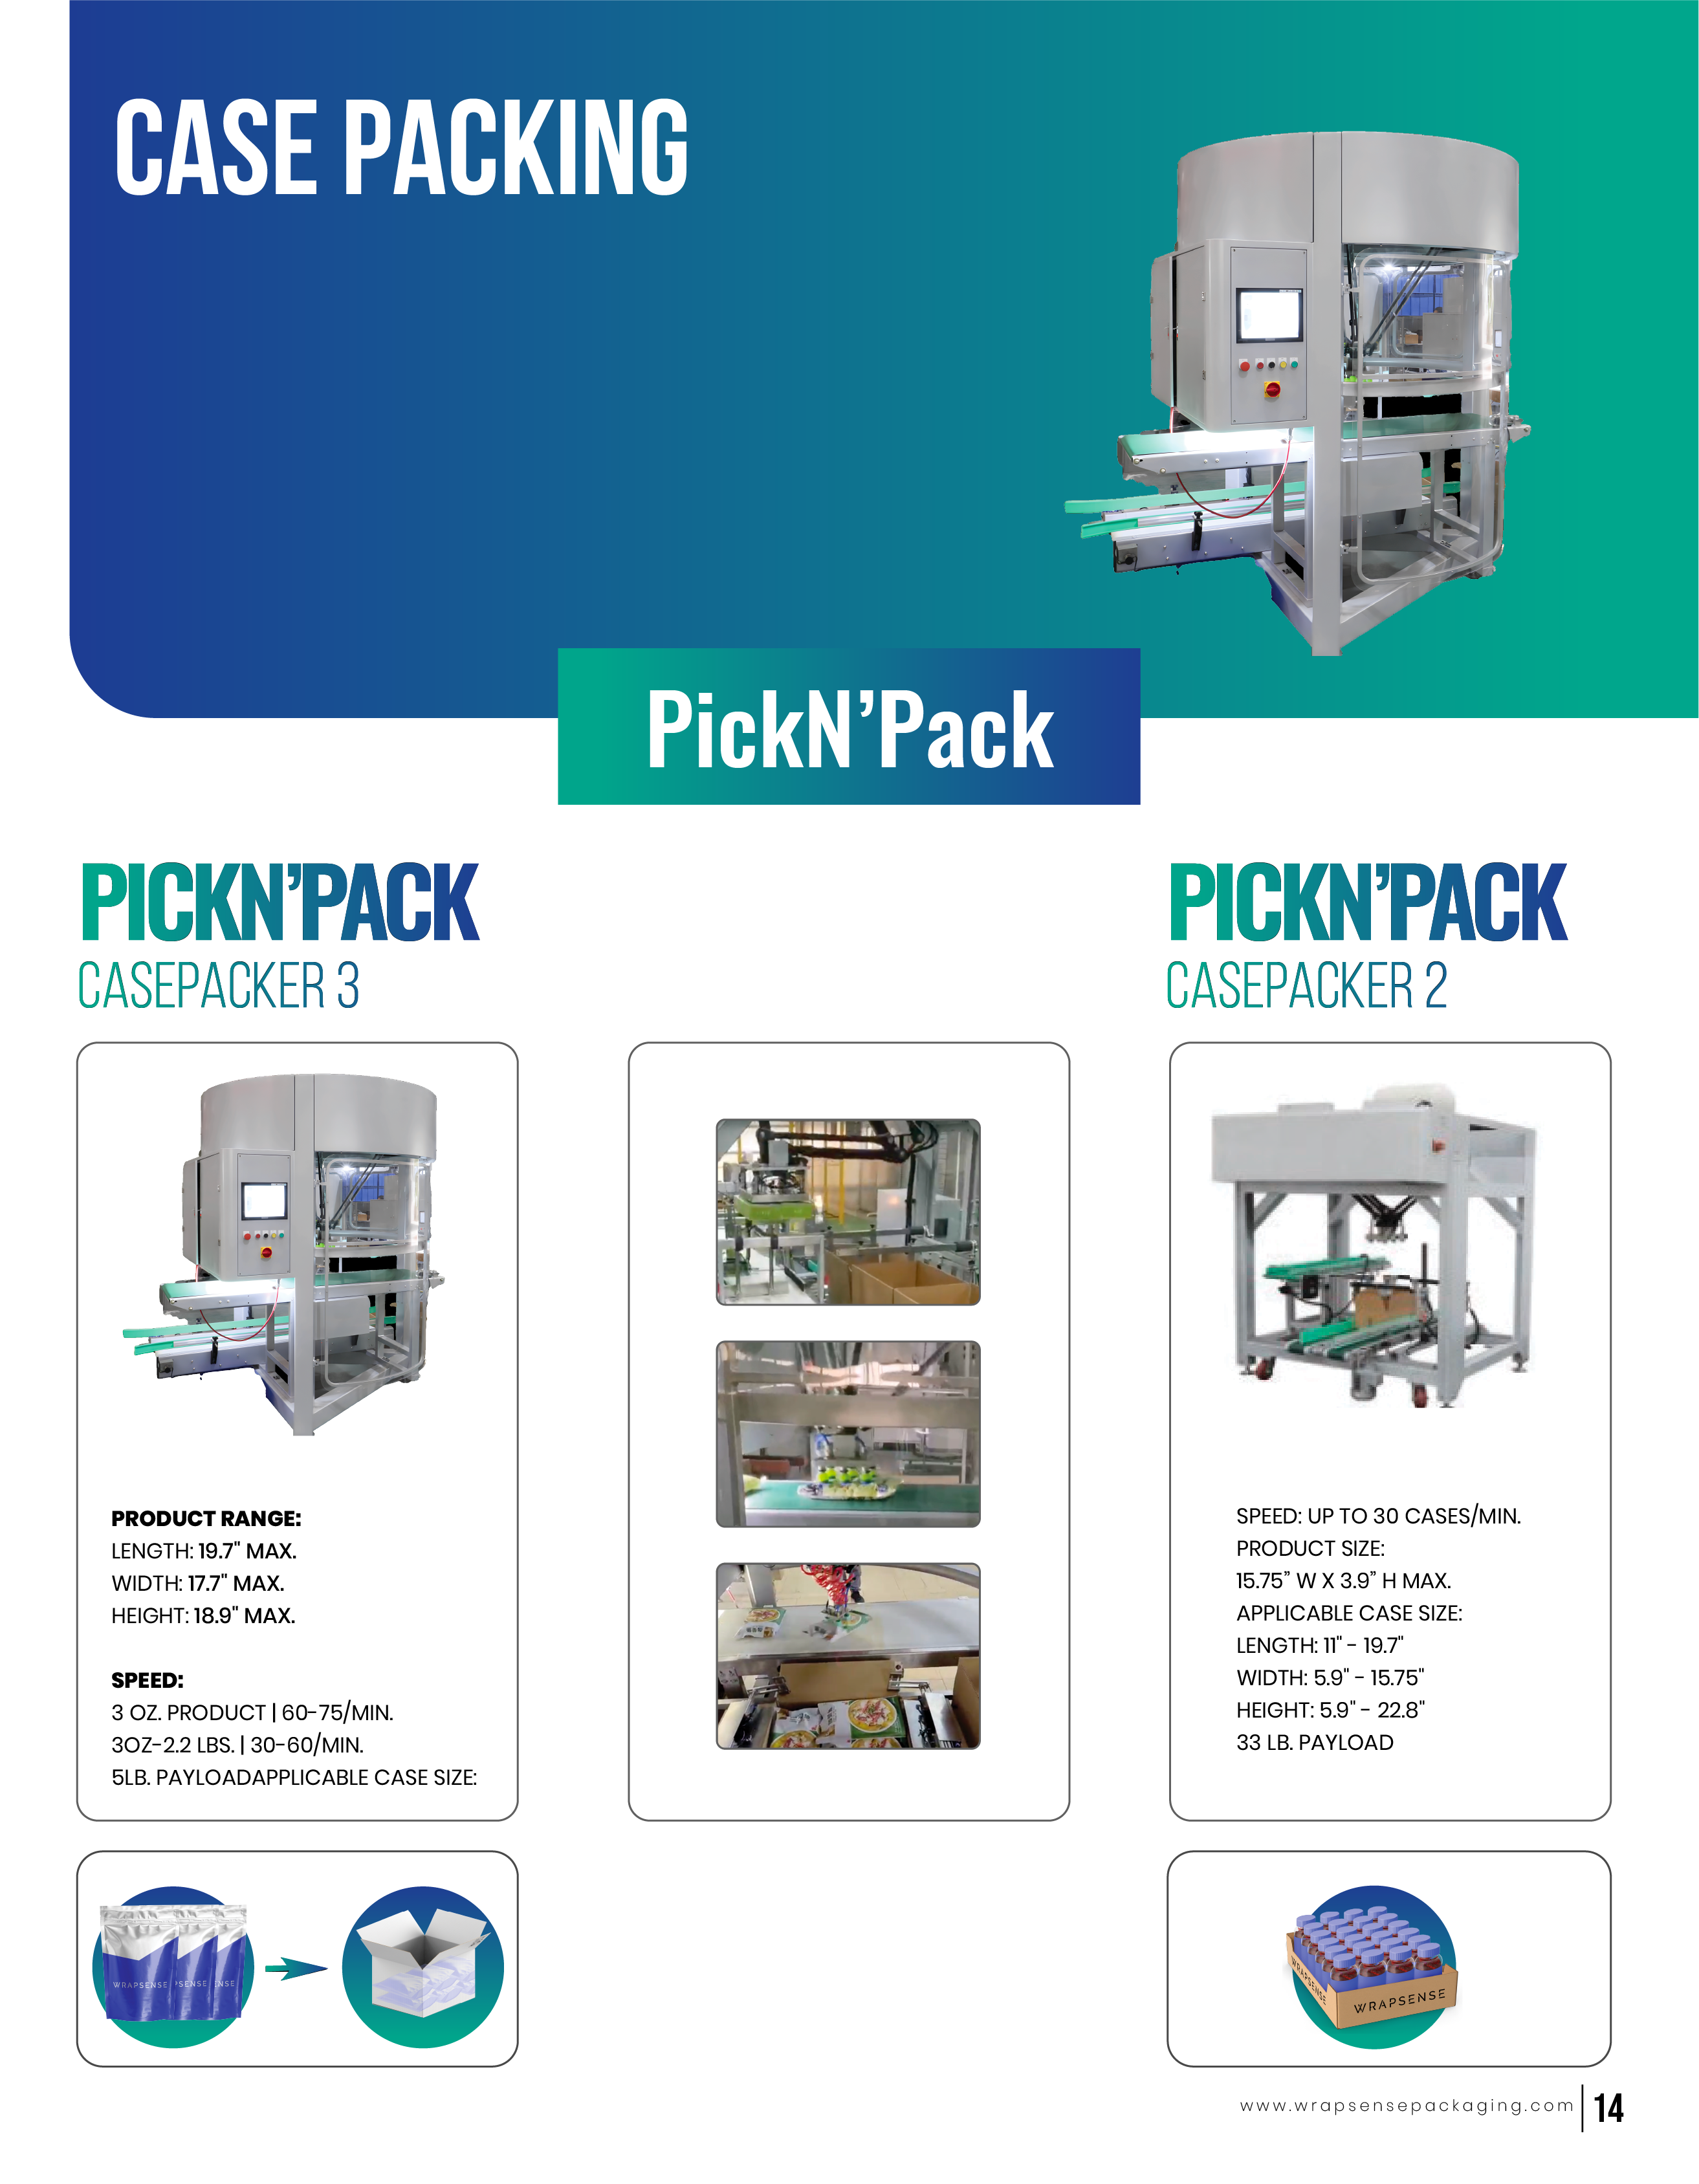 CASE PACKING
PickN’Pack
PICKN’PACK
CASEPACKER 3
PRODUCT RANGE:
LENGTH: 19.7" MAX.
WIDTH: 17.7" MAX.
HEIGHT: 18.9" MAX.
SPEED:
3 OZ. PRODUCT | 60-75/MIN.
3OZ-2.2 LBS. | 30-60/MIN.
5LB. PAYLOADAPPLICABLE CASE SIZE:
WRAPSENSE
PSENSE
ENSE
PICKN’PACK
CASEPACKER 2
SPEED: UP TO 30 CASES/MIN.
PRODUCT SIZE:
15.75” W X 3.9” H MAX.
APPLICABLE CASE SIZE:
LENGTH: 11" - 19.7"
WIDTH: 5.9" - 15.75"
HEIGHT: 5.9" - 22.8"
33 LB. PAYLOAD
WRAPSENSE
WRAPSENSE
www.wrapsensepackaging.com
14